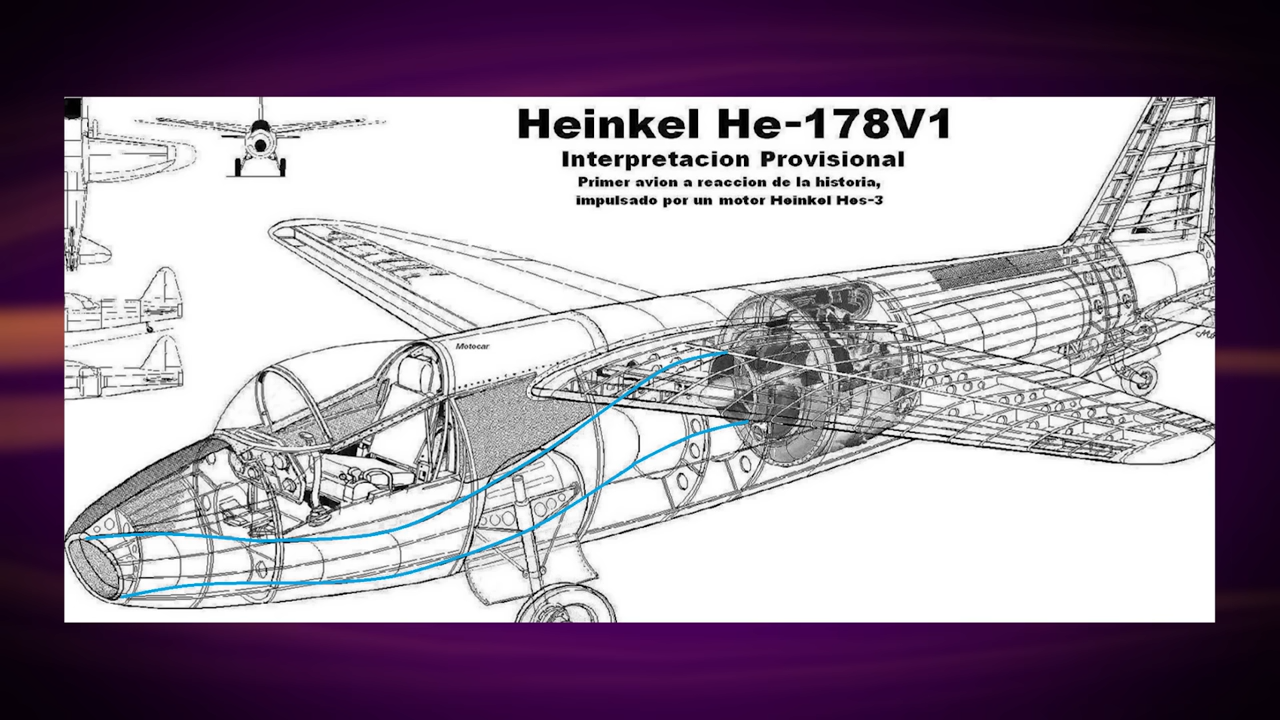 Heinkel He-178V1
Interpretacion Provisional
Primer avion a reaccion de la historia,
impulsado por un motor Heinkel Hes-3
Motocar